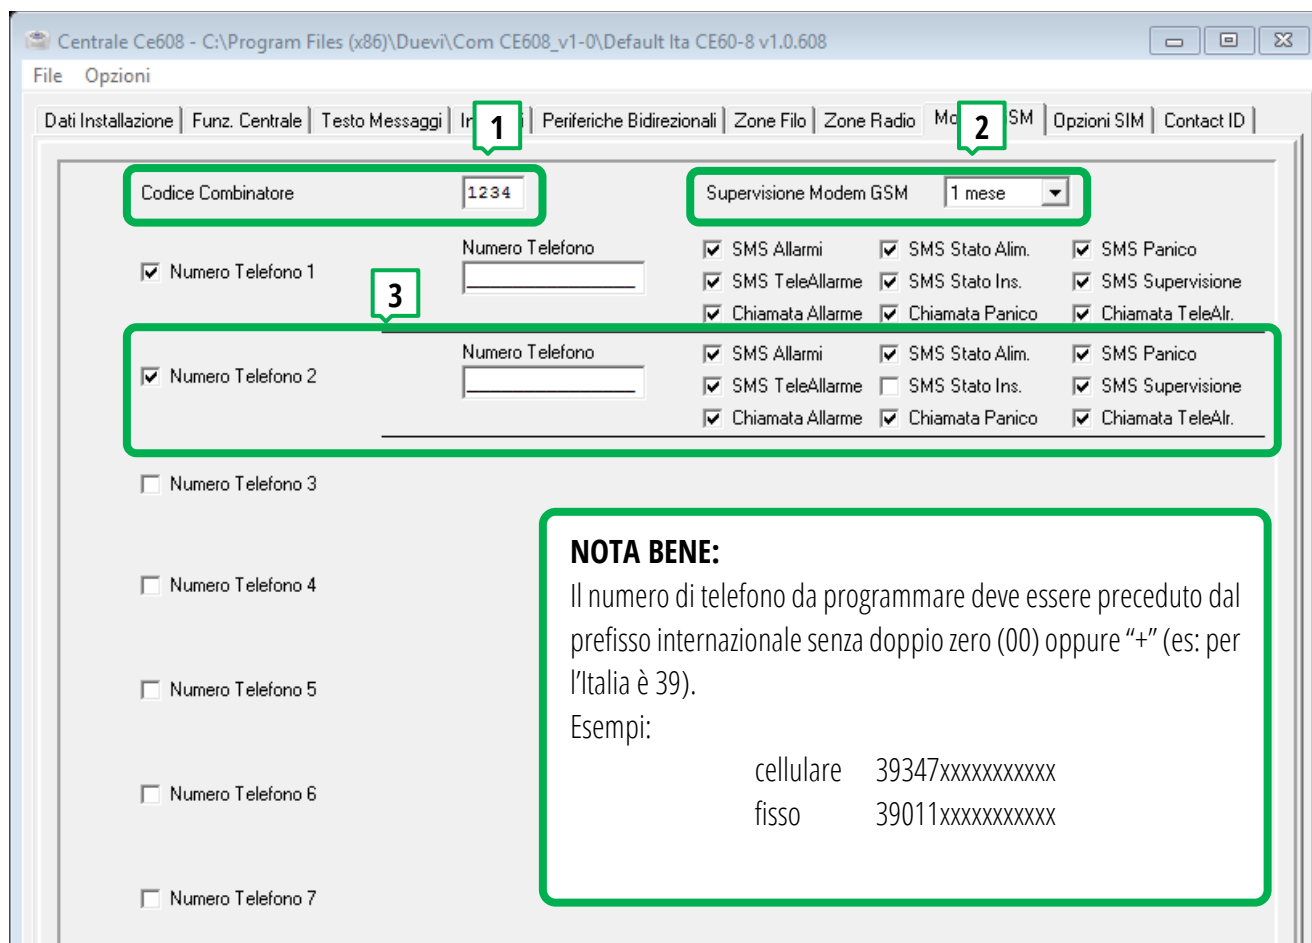 Centrale Ce608 - C:\Program Files (x86)\Duevi\Com CE608_v1-0\Default Ita CE60-8 v1.0.608
File Opzioni
Dati Installazione Funz. Centrale Testo Messaggi 1 Periferiche Bidirezionali Zone Filo Zone Radio 2 Opzioni SIM Contact ID
Codice Combinatore 1234 Supervisione Modem GSM 1 mese
Numero Telefono 1 Numero Telefono SMS Allarmi SMS Stato Alim. SMS Panico
SMS TeleAllarme SMS Stato Ins. SMS Supervisione
3
Chiamata Allarme Chiamata Panico Chiamata TeleAlr.
Numero Telefono 2 Numero Telefono SMS Allarmi SMS Stato Alim. SMS Panico
SMS TeleAllarme SMS Stato Ins. SMS Supervisione
Chiamata Allarme Chiamata Panico Chiamata TeleAlr.
Numero Telefono 3
NOTA BENE:
Il numero di telefono da programmare deve essere preceduto dal
prefisso internazionale senza doppio zero (00) oppure “+” (es: per
l’Italia è 39).
Esempi:
cellulare 39347xxxxxxxxxxx
fisso 39011xxxxxxxxxxx
Numero Telefono 4
Numero Telefono 5
Numero Telefono 6
Numero Telefono 7